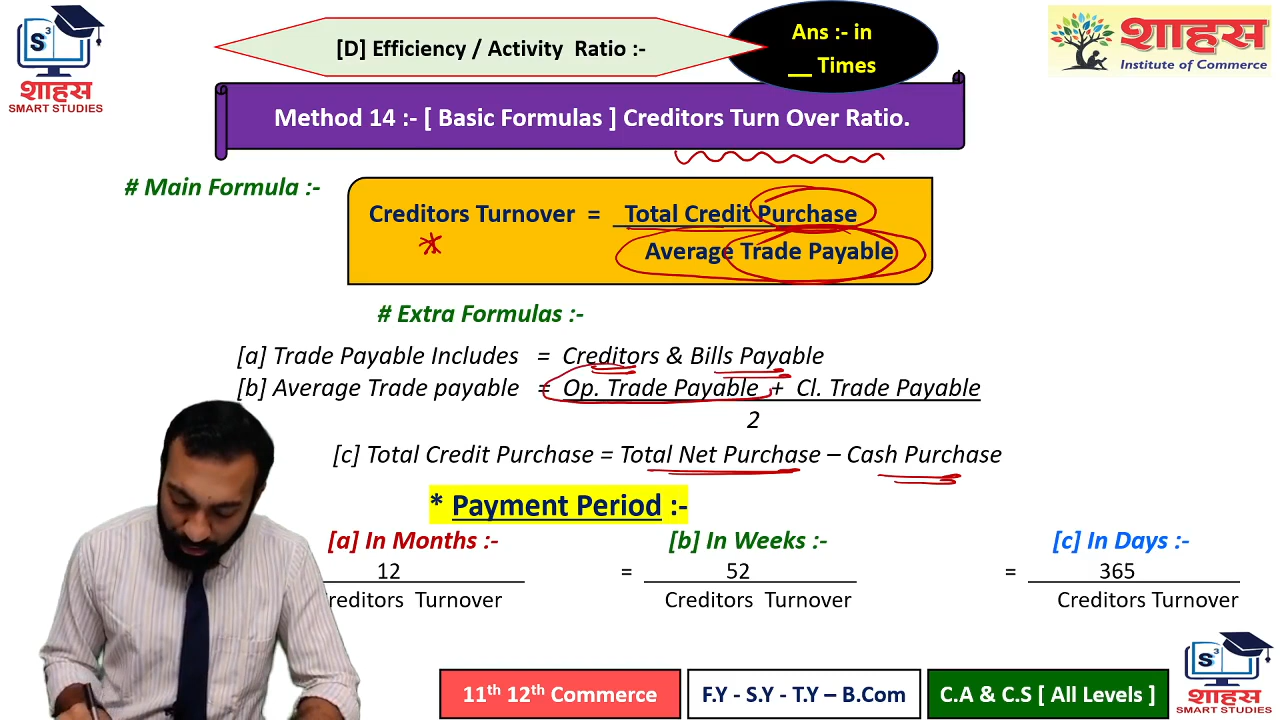 [D] Efficiency / Activity Ratio :-
Ans :- in
__ Times
शाहस
Institute of Commerce
S³
शाहस
SMART STUDIES
Method 14 :- [ Basic Formulas ] Creditors Turn Over Ratio.
# Main Formula :-
Creditors Turnover = Total Credit Purchase
Average Trade Payable
# Extra Formulas :-
[a] Trade Payable Includes = Creditors & Bills Payable
[b] Average Trade payable = Op. Trade Payable + Cl. Trade Payable
2
[c] Total Credit Purchase = Total Net Purchase – Cash Purchase
* Payment Period :-
[a] In Months :- [b] In Weeks :- [c] In Days :-
12 = 52 = 365
reditors Turnover Creditors Turnover Creditors Turnover
11th 12th Commerce
F.Y - S.Y - T.Y – B.Com
C.A & C.S [ All Levels ]
S³
शाहस
SMART STUDIES